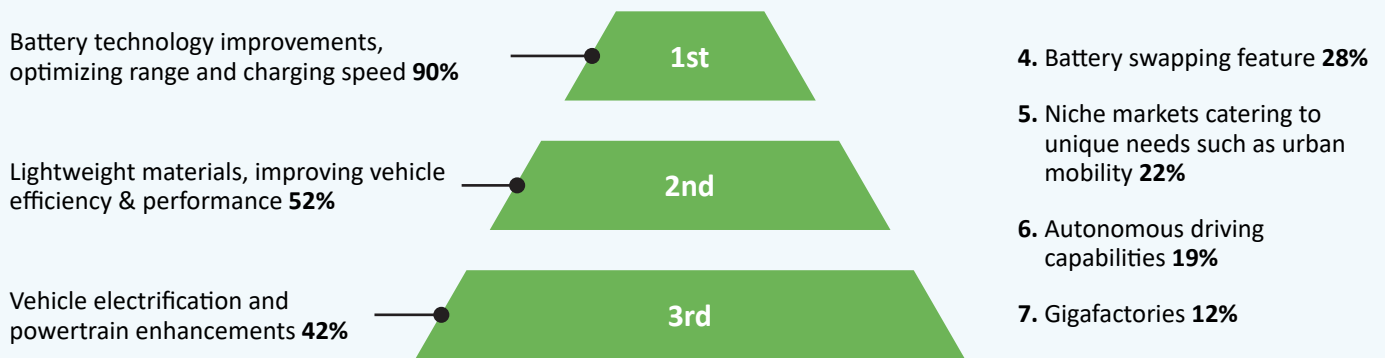 Battery technology improvements,
optimizing range and charging speed 90%
1st
Lightweight materials, improving vehicle
efficiency & performance 52%
2nd
Vehicle electrification and
powertrain enhancements 42%
3rd
4. Battery swapping feature 28%
5. Niche markets catering to
unique needs such as urban
mobility 22%
6. Autonomous driving
capabilities 19%
7. Gigafactories 12%